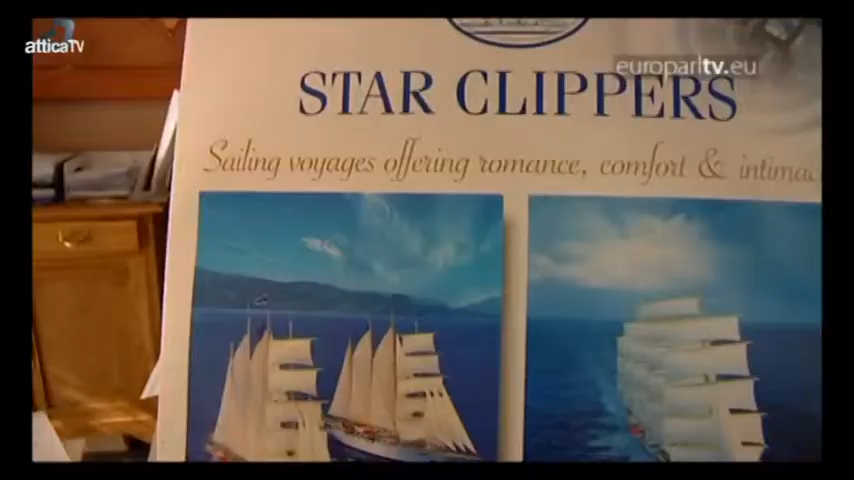 atticaTV
europarltv.eu
STAR CLIPPERS
Sailing voyages offering romance, comfort &